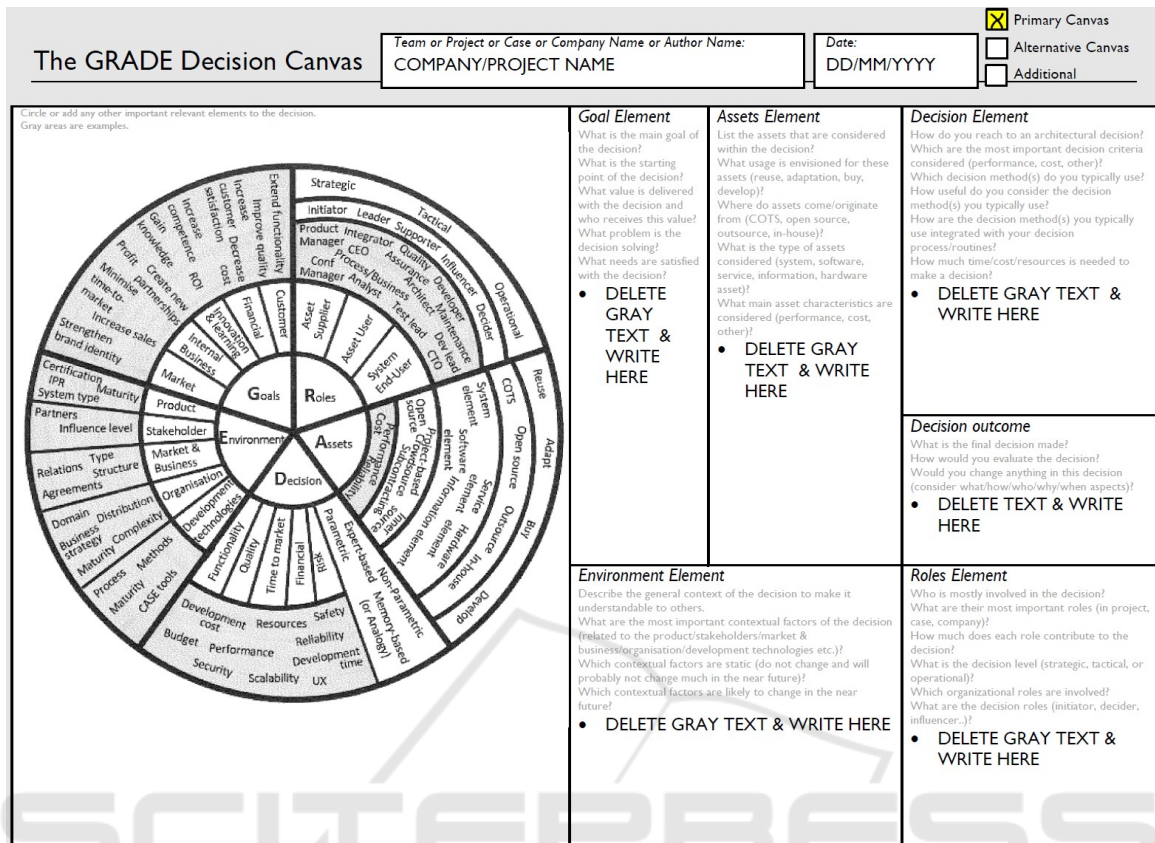 The GRADE Decision Canvas
Team or Project or Case or Company Name or Author Name:
COMPANY/PROJECT NAME
Date:
DD/MM/YYYY
X Primary Canvas
Alternative Canvas
Additional
Circle or add any other important relevant elements to the decision.
Gray areas are examples.
Goals
Roles
Assets
Decision
Environment
Market
Internal
Business
Innovation
& learning
Financial
Customer
Strengthen
brand identity
Increase sales
Minimise
time-to-
market
Create new
partnerships
Profit
ROI
Gain
knowledge
Increase
competence
Decrease
cost
Increase
customer
satisfaction
Improve quality
Extend functionality
Asset
Supplier
Asset User
System
End-User
Product
Manager
Integrator
Quality
Assurance
Developer
Maintenance
CEO
Process/Business
Architect
Dev lead
Conf
Manager
Analyst
Test lead
CTO
Initiator
Leader
Supporter
Influencer
Decider
Strategic
Tactical
Operational
Cost
Performance
Reliability
Open
source
Crowdsource
Project-based
Subcontracting
Inner
source
System
element
Software
element
Service
element
Information element
Hardware
element
COTS
Open source
Outsource
In-house
Reuse
Adapt
Buy
Develop
Functionality
Quality
Time to market
Financial
Risk
Parametric
Expert-based
Non-Parametric
Memory-based
(or Analogy)
Development
cost
Resources
Safety
Budget
Performance
Reliability
Development
time
Security
Scalability
UX
Product
Stakeholder
Market &
Business
Organisation
Development
technologies
Certification
IPR
Maturity
System type
Partners
Influence level
Relations
Type
Structure
Agreements
Domain
Distribution
Business
strategy
Maturity
Complexity
Process
Methods
Maturity
CASE tools
Goal Element
What is the main goal of
the decision?
What is the starting
point of the decision?
What value is delivered
with the decision and
who receives this value?
What problem is the
decision solving?
What needs are satisfied
with the decision?
• DELETE
GRAY
TEXT &
WRITE
HERE
Assets Element
List the assets that are considered
within the decision?
What usage is envisioned for these
assets (reuse, adaptation, buy,
develop)?
Where do assets come/originate
from (COTS, open source,
outsource, in-house)?
What is the type of assets
considered (system, software,
service, information, hardware
asset)?
What main asset characteristics are
considered (performance, cost,
other)?
• DELETE GRAY
TEXT & WRITE
HERE
Decision Element
How do you reach to an architectural decision?
Which are the most important decision criteria
considered (performance, cost, other)?
Which decision method(s) do you typically use?
How useful do you consider the decision
method(s) you typically use?
How are the decision method(s) you typically
use integrated with your decision
process/routines?
How much time/cost/resources is needed to
make a decision?
• DELETE GRAY TEXT &
WRITE HERE
Decision outcome
What is the final decision made?
How would you evaluate the decision?
Would you change anything in this decision
(consider what/how/who/why/when aspects)?
• DELETE TEXT & WRITE
HERE
Environment Element
Describe the general context of the decision to make it
understandable to others.
What are the most important contextual factors of the decision
(related to the product/stakeholders/market &
business/organisation/development technologies etc.)?
Which contextual factors are static (do not change and will
probably not change much in the near future)?
Which contextual factors are likely to change in the near
future?
• DELETE GRAY TEXT & WRITE HERE
Roles Element
Who is mostly involved in the decision?
What are their most important roles (in project,
case, company)?
How much does each role contribute to the
decision?
What is the decision level (strategic, tactical, or
operational)?
Which organizational roles are involved?
What are the decision roles (initiator, decider,
influencer..)?
• DELETE GRAY TEXT &
WRITE HERE
SCITEPRESS